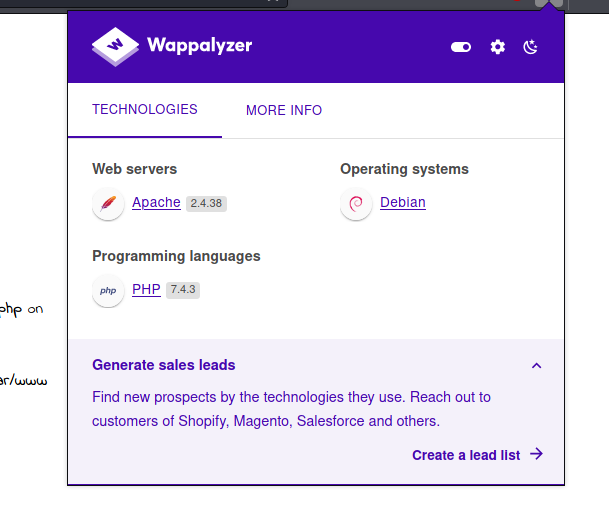 Wappalyzer
TECHNOLOGIES MORE INFO
Web servers
Apache 2.4.38
Operating systems
Debian
Programming languages
php PHP 7.4.3
php on
ar/www
Generate sales leads
Find new prospects by the technologies they use. Reach out to
customers of Shopify, Magento, Salesforce and others.
Create a lead list